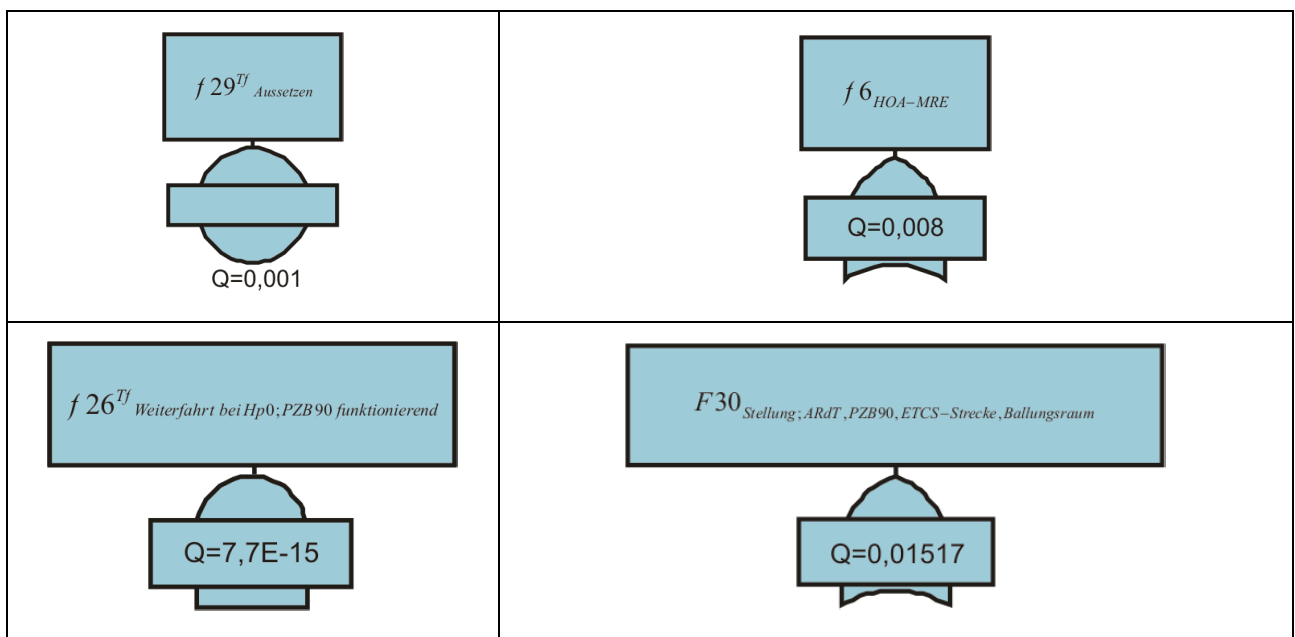 f 29^Tf Aussetzen
Q=0,001
f 6 HOA–MRE
Q=0,008
f 26^Tf Weiterfahrt bei Hp0; PZB 90 funktionierend
Q=7,7E-15
F30 Stellung; ARdT, PZB90, ETCS–Strecke, Ballungsraum
Q=0,01517